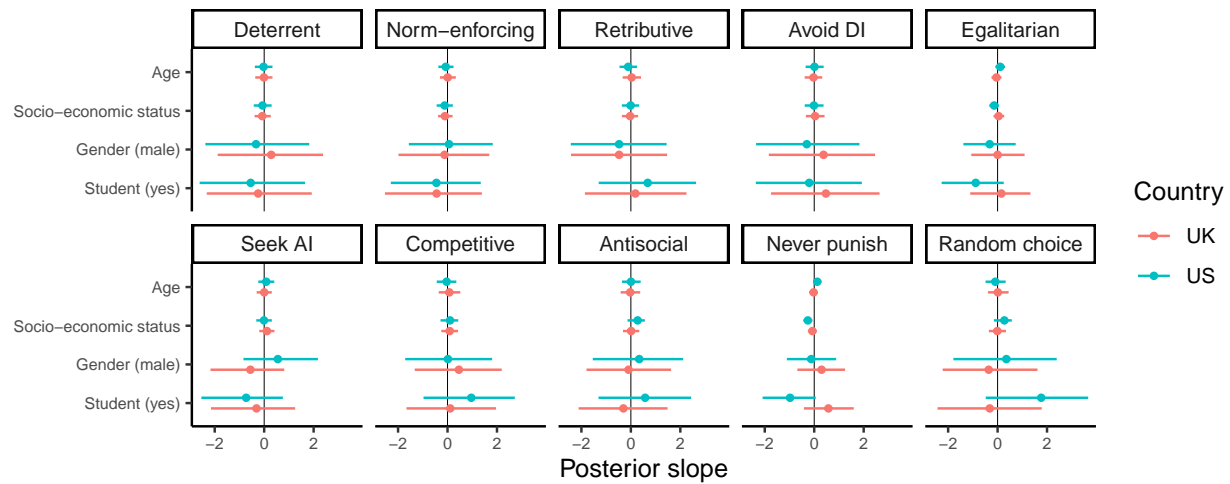 Deterrent Norm−enforcing Retributive Avoid DI Egalitarian
Age
Socio−economic status
Gender (male)
Student (yes)
Seek AI Competitive Antisocial Never punish Random choice
Age
Socio−economic status
Gender (male)
Student (yes)
−2 0 2 −2 0 2 −2 0 2 −2 0 2 −2 0 2
Posterior slope
Country
UK
US